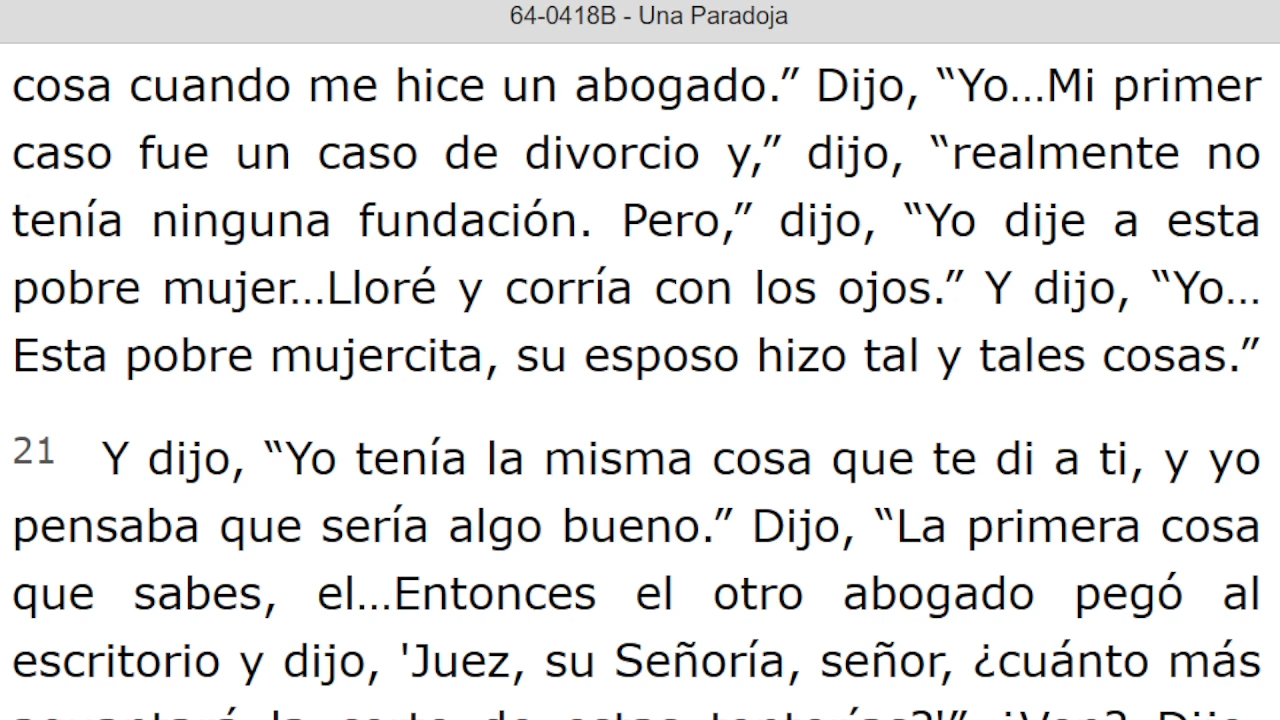 64-0418B - Una Paradoja
cosa cuando me hice un abogado.” Dijo, “Yo...Mi primer
caso fue un caso de divorcio y,” dijo, “realmente no
tenía ninguna fundación. Pero,” dijo, “Yo dije a esta
pobre mujer...Lloré y corría con los ojos.” Y dijo, “Yo...
Esta pobre mujercita, su esposo hizo tal y tales cosas.”
21 Y dijo, “Yo tenía la misma cosa que te di a ti, y yo
pensaba que sería algo bueno.” Dijo, “La primera cosa
que sabes, el...Entonces el otro abogado pegó al
escritorio y dijo, 'Juez, su Señoría, señor, ¿cuánto más